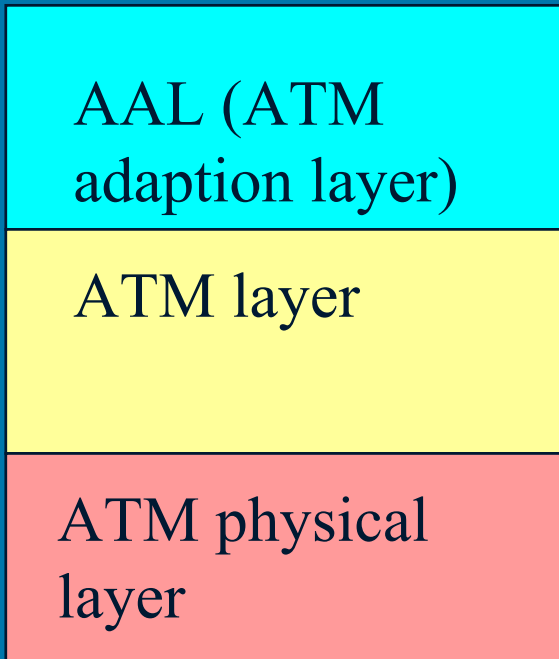 AAL (ATM
adaption layer)
ATM layer
ATM physical
layer